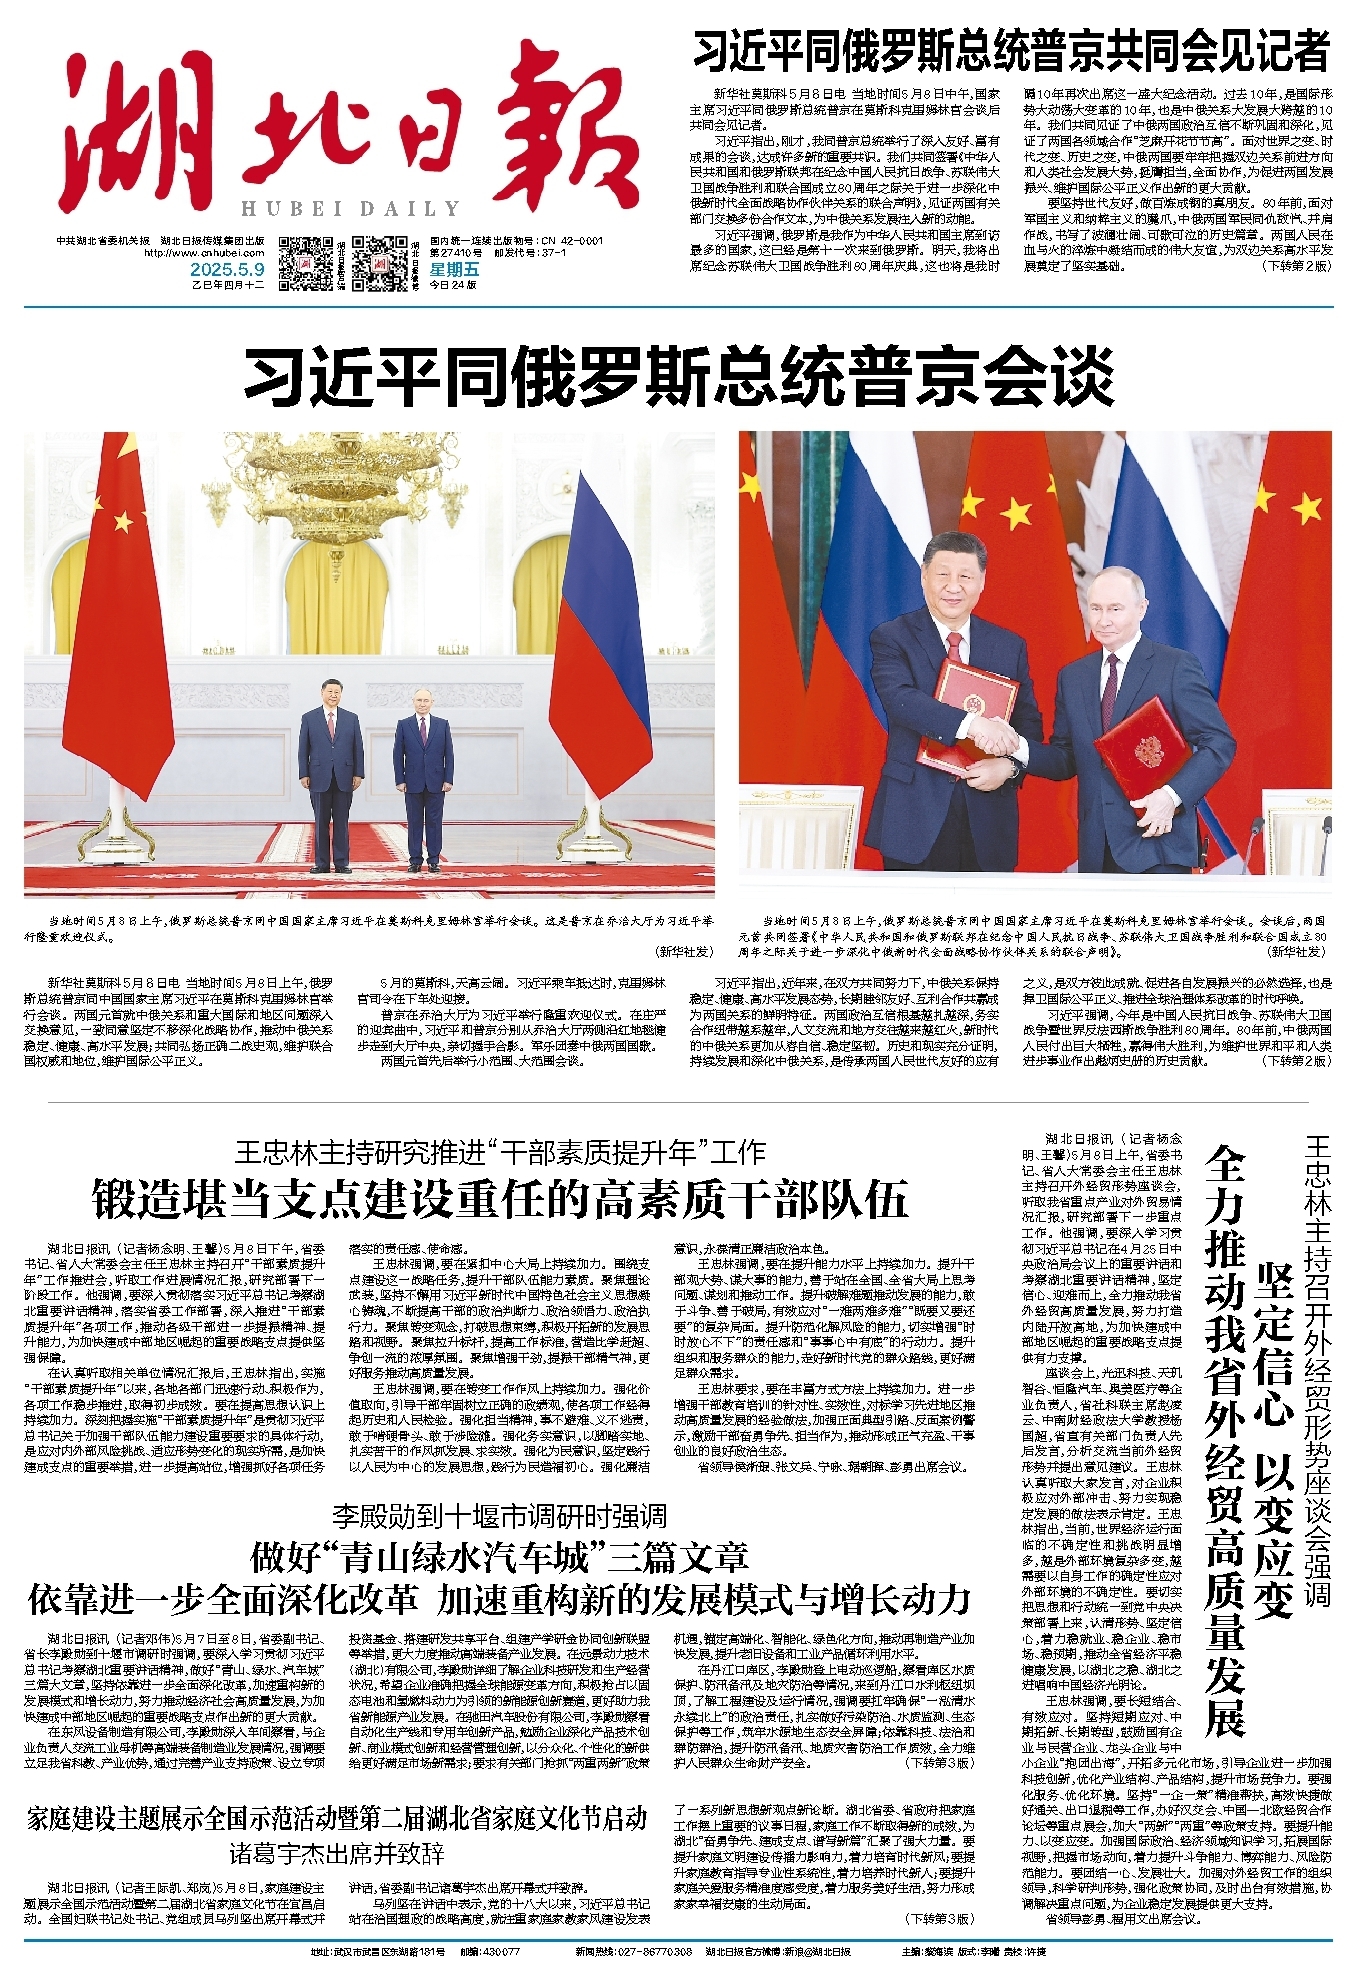 湖北日报
HUBEI DAILY
中共湖北省委机关报 湖北日报传媒集团出版
http://www.cnhubei.com
2025.5.9
乙巳年四月十二
国内统一连续出版物号:CN 42-0001
第27410号 邮发代号:37-1
星期五
今日24版
习近平同俄罗斯总统普京共同会见记者
新华社莫斯科5月8日电 当地时间5月8日中午,国家
主席习近平同俄罗斯总统普京在莫斯科克里姆林宫会谈后
共同会见记者。
习近平指出,刚才,我同普京总统举行了深入友好、富有
成果的会谈,达成许多新的重要共识。我们共同签署《中华人
民共和国和俄罗斯联邦在纪念中国人民抗日战争、苏联伟大
卫国战争胜利和联合国成立80周年之际关于进一步深化中
俄新时代全面战略协作伙伴关系的联合声明》,见证两国有关
部门交换多份合作文本,为中俄关系发展注入新的动能。
习近平强调,俄罗斯是我作为中华人民共和国主席到访
最多的国家,这已经是第十一次来到俄罗斯。明天,我将出
席纪念苏联伟大卫国战争胜利80周年庆典,这也将是我时
隔10年再次出席这一盛大纪念活动。过去10年,是国际形
势大动荡大变革的10年,也是中俄关系大发展大跨越的10
年。我们共同见证了中俄两国政治互信不断巩固和深化,见
证了两国各领域合作“芝麻开花节节高”。面对世界之变、时
代之变、历史之变,中俄两国要牢牢把握双边关系前进方向
和人类社会发展大势,挺膺担当,全面协作,为促进两国发展
振兴、维护国际公平正义作出新的更大贡献。
要坚持世代友好,做百炼成钢的真朋友。80年前,面对
军国主义和纳粹主义的魔爪,中俄两国军民同仇敌忾、并肩
作战,书写了波澜壮阔、可歌可泣的历史篇章。两国人民在
血与火的淬炼中凝结而成的伟大友谊,为双边关系高水平发
展奠定了坚实基础。 (下转第2版)
习近平同俄罗斯总统普京会谈
当地时间5月8日上午,俄罗斯总统普京同中国国家主席习近平在莫斯科克里姆林宫举行会谈。这是普京在乔治大厅为习近平举
行隆重欢迎仪式。
(新华社发)
当地时间5月8日上午,俄罗斯总统普京同中国国家主席习近平在莫斯科克里姆林宫举行会谈。会谈后,两国
元首共同签署《中华人民共和国和俄罗斯联邦在纪念中国人民抗日战争、苏联伟大卫国战争胜利和联合国成立80
周年之际关于进一步深化中俄新时代全面战略协作伙伴关系的联合声明》。 (新华社发)
新华社莫斯科5月8日电 当地时间5月8日上午,俄罗
斯总统普京同中国国家主席习近平在莫斯科克里姆林宫举
行会谈。两国元首就中俄关系和重大国际和地区问题深入
交换意见,一致同意坚定不移深化战略协作,推动中俄关系
稳定、健康、高水平发展;共同弘扬正确二战史观,维护联合
国权威和地位,维护国际公平正义。
5月的莫斯科,天高云阔。习近平乘车抵达时,克里姆林
宫司令在下车处迎接。
普京在乔治大厅为习近平举行隆重欢迎仪式。在庄严
的迎宾曲中,习近平和普京分别从乔治大厅两侧沿红地毯健
步走到大厅中央,亲切握手合影。军乐团奏中俄两国国歌。
两国元首先后举行小范围、大范围会谈。
习近平指出,近年来,在双方共同努力下,中俄关系保持
稳定、健康、高水平发展态势,长期睦邻友好、互利合作共赢成
为两国关系的鲜明特征。两国政治互信根基越扎越深,务实
合作纽带越系越牢,人文交流和地方交往越来越红火,新时代
的中俄关系更加从容自信、稳定坚韧。历史和现实充分证明,
持续发展和深化中俄关系,是传承两国人民世代友好的应有
之义,是双方彼此成就、促进各自发展振兴的必然选择,也是
捍卫国际公平正义、推进全球治理体系改革的时代呼唤。
习近平强调,今年是中国人民抗日战争、苏联伟大卫国
战争暨世界反法西斯战争胜利80周年。80年前,中俄两国
人民付出巨大牺牲,赢得伟大胜利,为维护世界和平和人类
进步事业作出彪炳史册的历史贡献。 (下转第2版)
王忠林主持研究推进“干部素质提升年”工作
锻造堪当支点建设重任的高素质干部队伍
湖北日报讯 (记者杨念明、王馨)5月8日下午,省委
书记、省人大常委会主任王忠林主持召开“干部素质提升
年”工作推进会,听取工作进展情况汇报,研究部署下一
阶段工作。他强调,要深入贯彻落实习近平总书记考察湖
北重要讲话精神,落实省委工作部署,深入推进“干部素
质提升年”各项工作,推动各级干部进一步提振精神、提
升能力,为加快建成中部地区崛起的重要战略支点提供坚
强保障。
在认真听取相关单位情况汇报后,王忠林指出,实施
“干部素质提升年”以来,各地各部门迅速行动、积极作为,
各项工作稳步推进,取得初步成效。要在提高思想认识上
持续加力。深刻把握实施“干部素质提升年”是贯彻习近平
总书记关于加强干部队伍能力建设重要要求的具体行动,
是应对内外部风险挑战、适应形势变化的现实所需,是加快
建成支点的重要举措,进一步提高站位,增强抓好各项任务
落实的责任感、使命感。
王忠林强调,要在紧扣中心大局上持续加力。围绕支
点建设这一战略任务,提升干部队伍能力素质。聚焦理论
武装,坚持不懈用习近平新时代中国特色社会主义思想凝
心铸魂,不断提高干部的政治判断力、政治领悟力、政治执
行力。聚焦转变观念,打破思想束缚,积极开拓新的发展思
路和视野。聚焦拉升标杆,提高工作标准,营造比学赶超、
争创一流的浓厚氛围。聚焦增强干劲,提振干部精气神,更
好服务推动高质量发展。
王忠林强调,要在转变工作作风上持续加力。强化价
值取向,引导干部牢固树立正确的政绩观,使各项工作经得
起历史和人民检验。强化担当精神,事不避难、义不逃责,
敢于啃硬骨头、敢于涉险滩。强化务实意识,以脚踏实地、
扎实苦干的作风抓发展、求实效。强化为民意识,坚定践行
以人民为中心的发展思想,践行为民造福初心。强化廉洁
意识,永葆清正廉洁政治本色。
王忠林强调,要在提升能力水平上持续加力。提升干
部观大势、谋大事的能力,善于站在全国、全省大局上思考
问题、谋划和推动工作。提升破解难题推动发展的能力,敢
于斗争、善于破局,有效应对“一难两难多难”“既要又要还
要”的复杂局面。提升防范化解风险的能力,切实增强“时
时放心不下”的责任感和“事事心中有底”的行动力。提升
组织和服务群众的能力,走好新时代党的群众路线,更好满
足群众需求。
王忠林要求,要在丰富方式方法上持续加力。进一步
增强干部教育培训的针对性、实效性,对标学习先进地区推
动高质量发展的经验做法,加强正面典型引路、反面案例警
示,激励干部奋勇争先、担当作为,推动形成正气充盈、干事
创业的良好政治生态。
省领导侯淅珉、张文兵、宁咏、琚朝晖、彭勇出席会议。
李殿勋到十堰市调研时强调
做好“青山绿水汽车城”三篇文章
依靠进一步全面深化改革 加速重构新的发展模式与增长动力
湖北日报讯 (记者邓伟)5月7日至8日,省委副书记、
省长李殿勋到十堰市调研时强调,要深入学习贯彻习近平
总书记考察湖北重要讲话精神,做好“青山、绿水、汽车城”
三篇大文章,坚持依靠进一步全面深化改革,加速重构新的
发展模式和增长动力,努力推动经济社会高质量发展,为加
快建成中部地区崛起的重要战略支点作出新的更大贡献。
在东风设备制造有限公司,李殿勋深入车间察看,与企
业负责人交流工业母机等高端装备制造业发展情况,强调要
立足我省科教、产业优势,通过完善产业支持政策、设立专项
投资基金、搭建研发共享平台、组建产学研金协同创新联盟
等举措,更大力度推动高端装备产业发展。在远景动力技术
(湖北)有限公司,李殿勋详细了解企业科技研发和生产经营
状况,希望企业准确把握全球能源变革方向,积极抢占以固
态电池和氢燃料动力为引领的新能源创新赛道,更好助力我
省新能源产业发展。在驰田汽车股份有限公司,李殿勋察看
自动化生产线和专用车创新产品,勉励企业深化产品技术创
新、商业模式创新和经营管理创新,以分众化、个性化的新供
给更好满足市场新需求;要求有关部门抢抓“两重两新”政策
机遇,锚定高端化、智能化、绿色化方向,推动再制造产业加
快发展,提升老旧设备和工业产品循环利用水平。
在丹江口库区,李殿勋登上电动巡逻船,察看库区水质
保护、防汛备汛及地灾防治等情况,来到丹江口水利枢纽坝
顶,了解工程建设及运行情况,强调要扛牢确保“一泓清水
永续北上”的政治责任,扎实做好污染防治、水质监测、生态
保护等工作,筑牢水源地生态安全屏障;依靠科技、法治和
群防群治,提升防汛备汛、地质灾害防治工作质效,全力维
护人民群众生命财产安全。 (下转第3版)
家庭建设主题展示全国示范活动暨第二届湖北省家庭文化节启动
诸葛宇杰出席并致辞
湖北日报讯 (记者王际凯、郑岚)5月8日,家庭建设主
题展示全国示范活动暨第二届湖北省家庭文化节在宜昌启
动。全国妇联书记处书记、党组成员马列坚出席开幕式并
讲话,省委副书记诸葛宇杰出席开幕式并致辞。
马列坚在讲话中表示,党的十八大以来,习近平总书记
站在治国理政的战略高度,就注重家庭家教家风建设发表
了一系列新思想新观点新论断。湖北省委、省政府把家庭
工作摆上重要的议事日程,家庭工作不断取得新的成效,为
湖北“奋勇争先、建成支点、谱写新篇”汇聚了强大力量。要
提升家庭文明建设传播力影响力,着力培育时代新风;要提
升家庭教育指导专业性系统性,着力培养时代新人;要提升
家庭关爱服务精准度感受度,着力服务美好生活,努力形成
家家幸福安康的生动局面。
(下转第3版)
王忠林主持召开外经贸形势座谈会强调
坚定信心 以变应变
全力推动我省外经贸高质量发展
湖北日报讯 (记者杨念
明、王馨)5月8日上午,省委书
记、省人大常委会主任王忠林
主持召开外经贸形势座谈会,
听取我省重点产业对外贸易情
况汇报,研究部署下一步重点
工作。他强调,要深入学习贯
彻习近平总书记在4月25日中
央政治局会议上的重要讲话和
考察湖北重要讲话精神,坚定
信心、迎难而上,全力推动我省
外经贸高质量发展,努力打造
内陆开放高地,为加快建成中
部地区崛起的重要战略支点提
供有力支撑。
座谈会上,光迅科技、天玑
智谷、恒隆汽车、奥美医疗等企
业负责人,省社科联主席赵凌
云、中南财经政法大学教授杨
国超,省直有关部门负责人先
后发言,分析交流当前外经贸
形势并提出意见建议。王忠林
认真听取大家发言,对企业积
极应对外部冲击、努力实现稳
定发展的做法表示肯定。王忠
林指出,当前,世界经济运行面
临的不确定性和挑战明显增
多,越是外部环境复杂多变,越
需要以自身工作的确定性应对
外部环境的不确定性。要切实
把思想和行动统一到党中央决
策部署上来,认清形势、坚定信
心,着力稳就业、稳企业、稳市
场、稳预期,推动全省经济平稳
健康发展,以湖北之稳、湖北之
进唱响中国经济光明论。
王忠林强调,要长短结合、
有效应对。坚持短期应对、中
期拓新、长期转型,鼓励国有企
业与民营企业、龙头企业与中
小企业“抱团出海”,开拓多元化市场,引导企业进一步加强
科技创新,优化产业结构、产品结构,提升市场竞争力。要强
化服务、优化环境。坚持“一企一策”精准帮扶,高效快捷做
好通关、出口退税等工作,办好汉交会、中国—北欧经贸合作
论坛等重点展会,加大“两新”“两重”等政策支持。要提升能
力、以变应变。加强国际政治、经济领域知识学习,拓展国际
视野,把握市场动向,着力提升斗争能力、博弈能力、风险防
范能力。要团结一心、发展壮大。加强对外经贸工作的组织
领导,科学研判形势,强化政策协同,及时出台有效措施,协
调解决重点问题,为企业稳定发展提供更大支持。
省领导彭勇、程用文出席会议。
地址:武汉市武昌区东湖路181号 邮编:430077 新闻热线:027-86770308 湖北日报官方微博:新浪@湖北日报 主编:蔡海滨 版式:李曙 责校:许捷